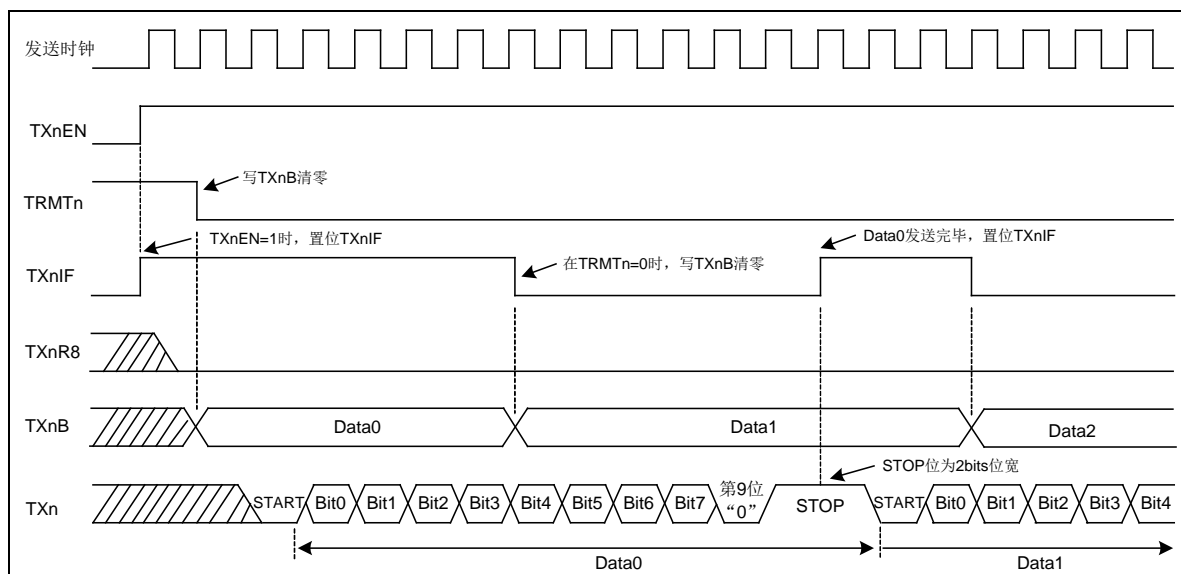 发送时钟
TXnEN
写TXnB清零
TRMTn
TXnEN=1时，置位TXnIF
Data0发送完毕，置位TXnIF
TXnIF
在TRMTn=0时，写TXnB清零
TXnR8
TXnB
Data0
Data1
Data2
STOP位为2bits位宽
TXn
START
Bit0
Bit1
Bit2
Bit3
Bit4
Bit5
Bit6
Bit7
第9位
“0”
STOP
START
Bit0
Bit1
Bit2
Bit3
Bit4
Data0
Data1